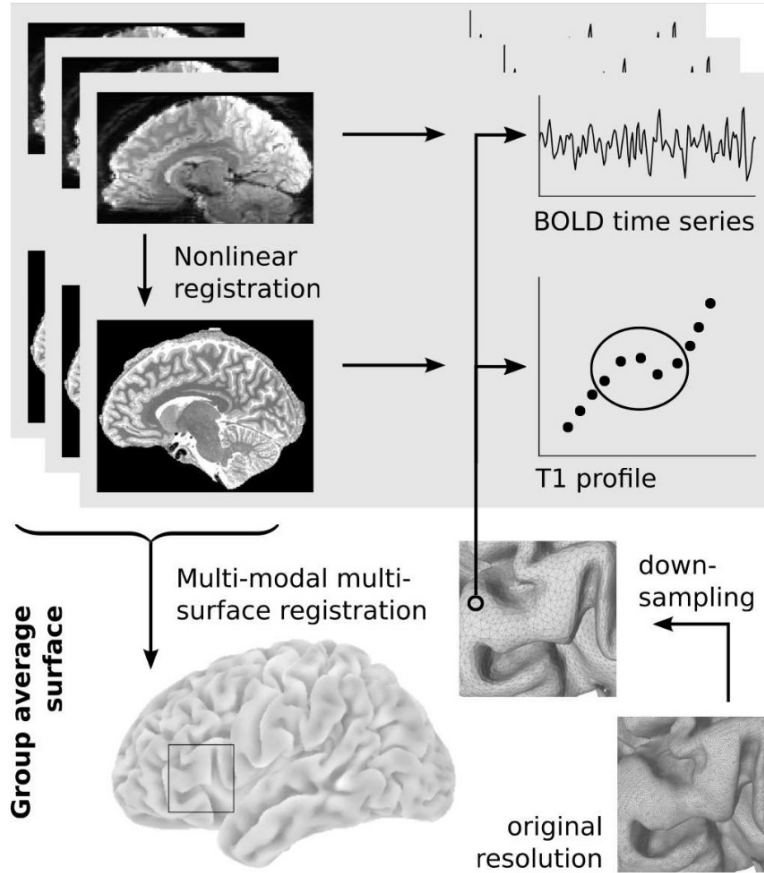 BOLD time series
Nonlinear
registration
T1 profile
Multi-modal multi-
surface registration
down-
sampling
Group average
surface
original
resolution